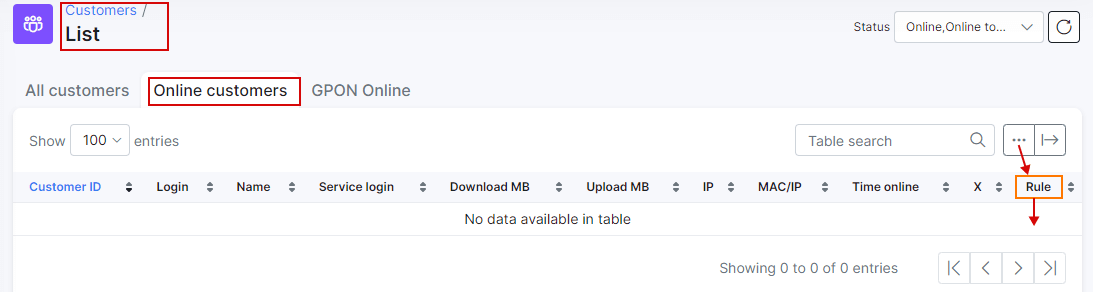 Customers /
List
Status Online,Online to...
All customers Online customers GPON Online
Show 100 entries Table search ...
Customer ID Login Name Service login Download MB Upload MB IP MAC/IP Time online X Rule
No data available in table
Showing 0 to 0 of 0 entries